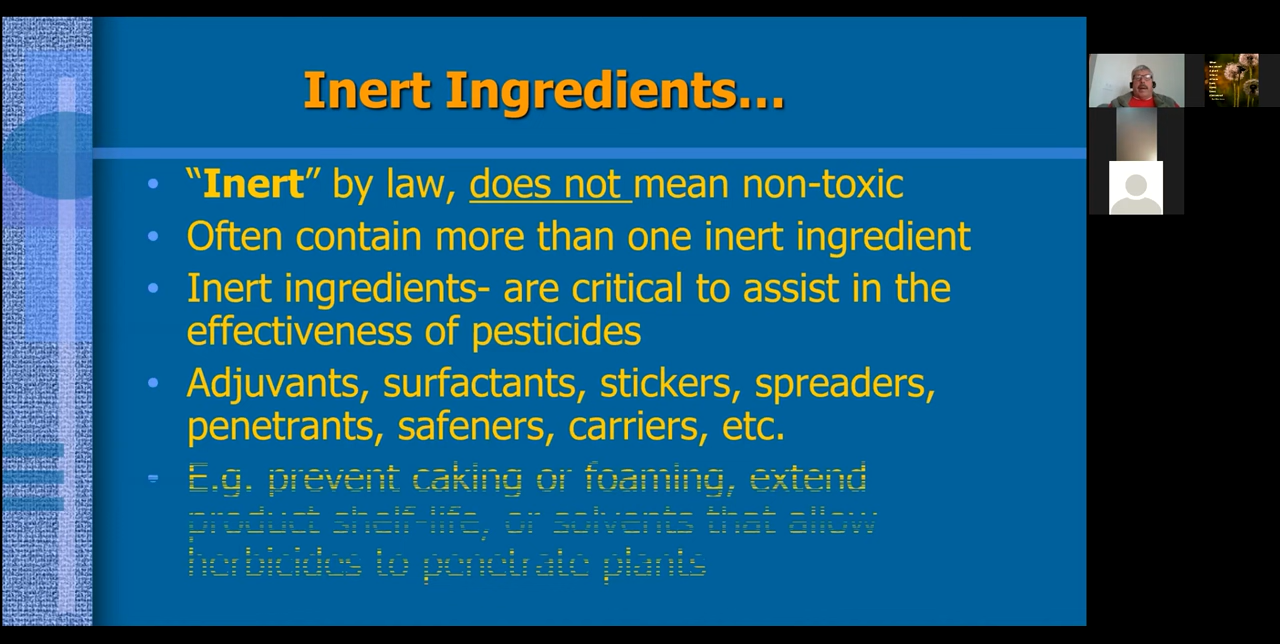 Inert Ingredients...
• “Inert” by law, does not mean non-toxic
• Often contain more than one inert ingredient
• Inert ingredients- are critical to assist in the
effectiveness of pesticides
• Adjuvants, surfactants, stickers, spreaders,
penetrants, safeners, carriers, etc.
• E.g. prevent caking or foaming, extend
product shelf-life, or solvents that allow
herbicides to penetrate plants